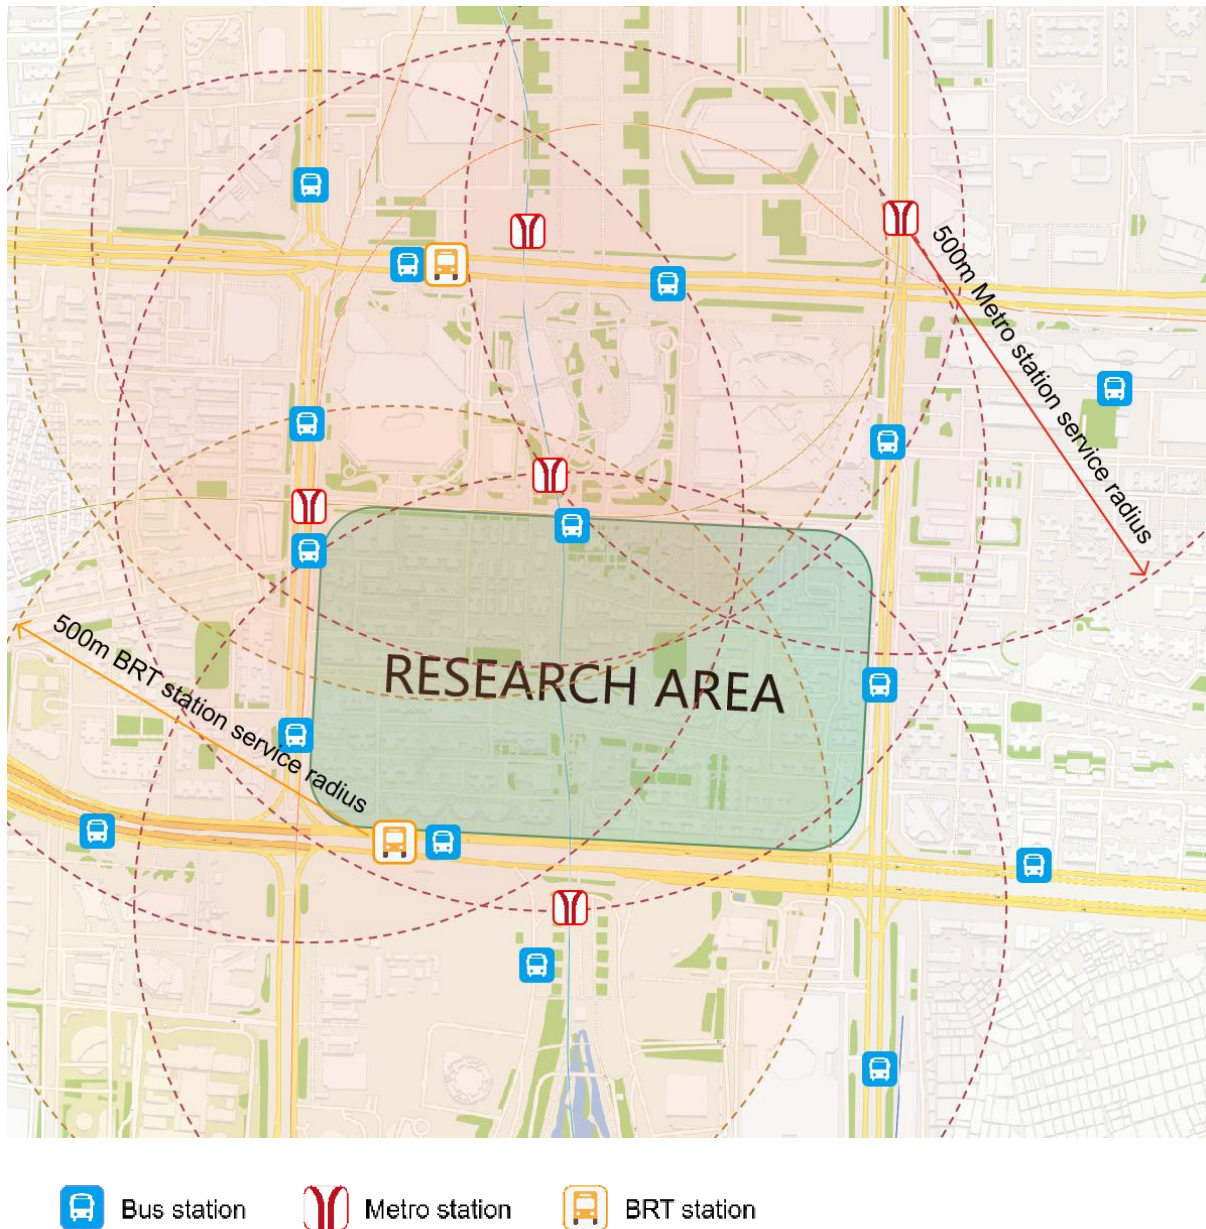 500m Metro station service radius
500m BRT station service radius
RESEARCH AREA
Bus station
Metro station
BRT station